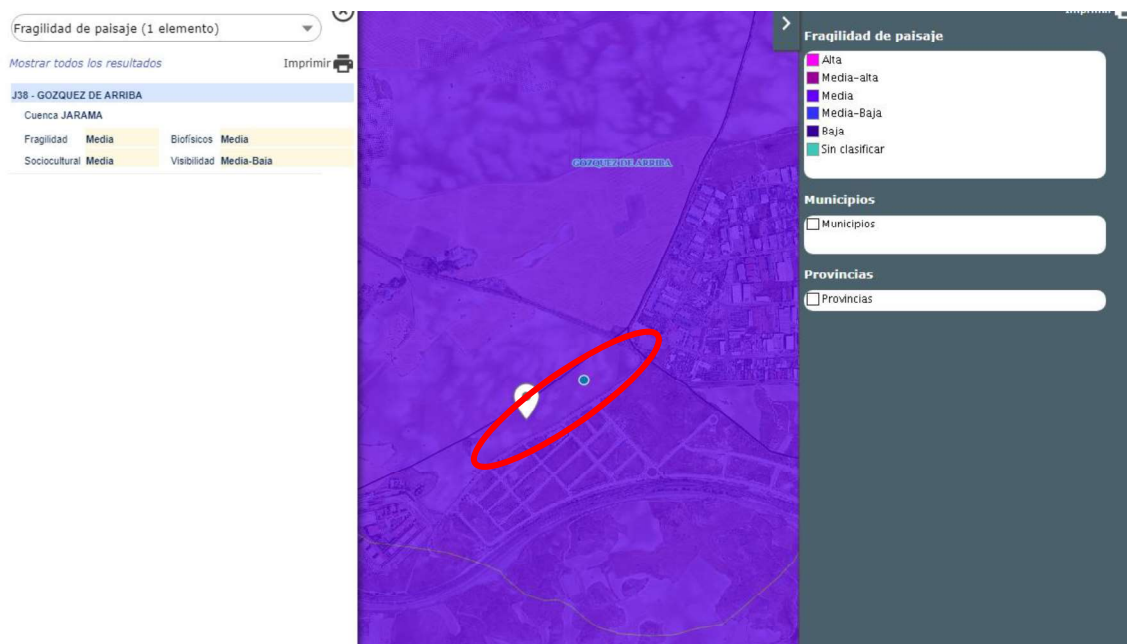 Fragilidad de paisaje (1 elemento)
Mostrar todos los resultados
Imprimir
J38 - GOZQUEZ DE ARRIBA
Cuenca JARAMA
Fragilidad Media Biofísicos Media
Sociocultural Media Visibilidad Media-Baja
GOZQUEZ DE ARRIBA
Imprimir
Fragilidad de paisaje
Alta
Media-alta
Media
Media-Baja
Baja
Sin clasificar
Municipios
Municipios
Provincias
Provincias